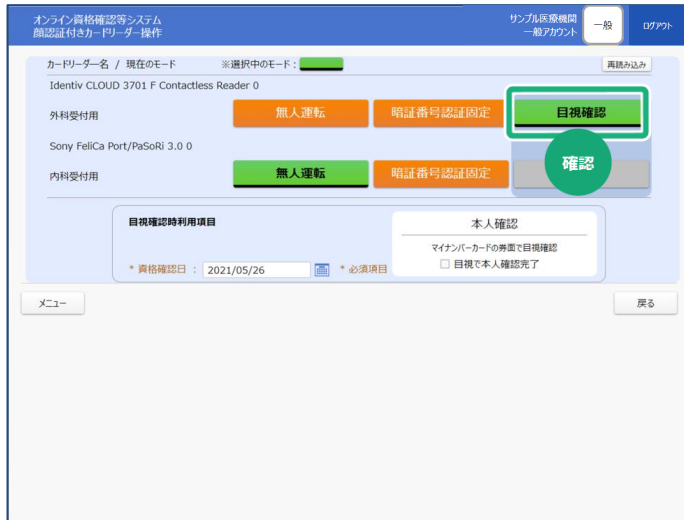 オンライン資格確認等システム
顔認証付きカードリーダー操作
サンプル医療機関
一般アカウント
一般
ログアウト
カードリーダー名 / 現在のモード ※選択中のモード:
再読み込み
Identiv CLOUD 3701 F Contactless Reader 0
外科受付用 無人運転 暗証番号認証固定 目視確認
Sony FeliCa Port/PaSoRi 3.0 0
確認
内科受付用 無人運転 暗証番号認証固定
目視確認時利用項目
本人確認
マイナンバーカードの券面で目視確認
目視で本人確認完了
* 資格確認日 : 2021/05/26 * 必須項目
メニュー 戻る